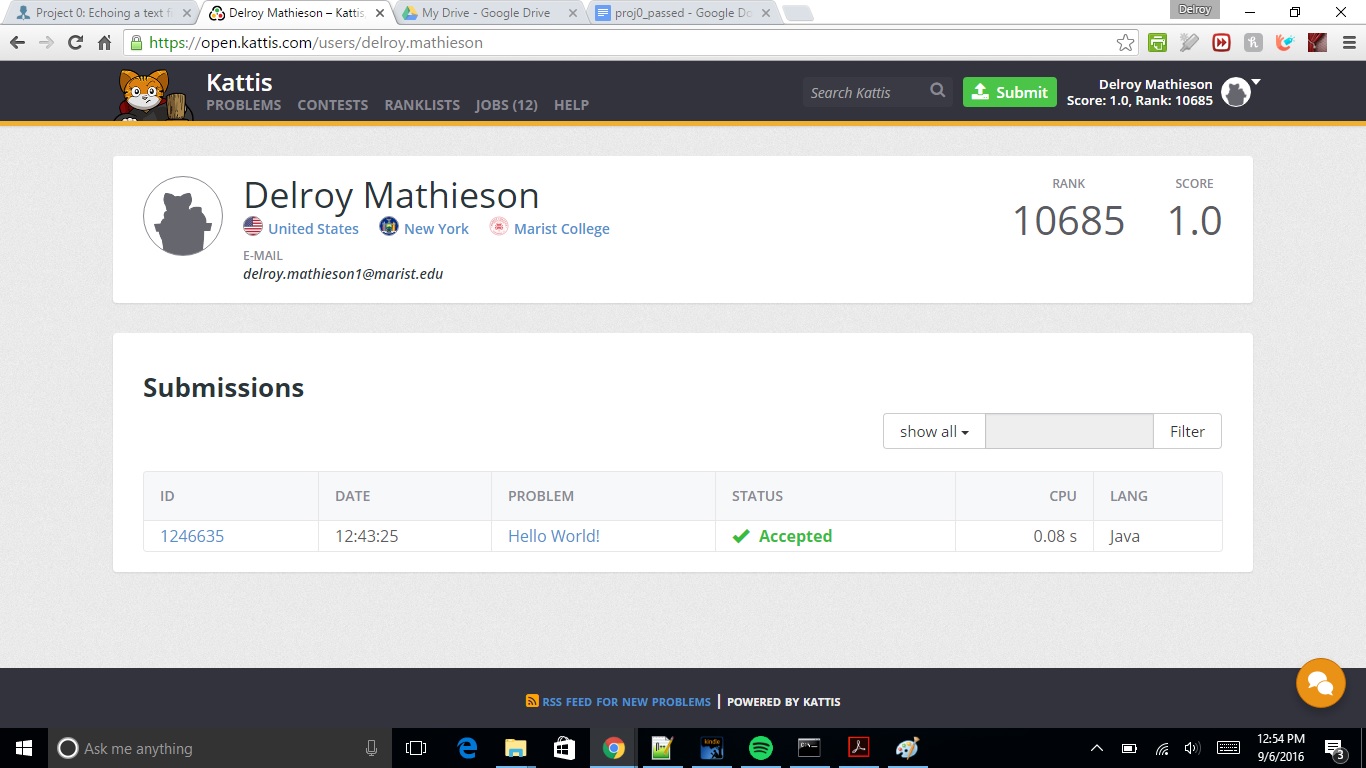 Project 0: Echoing a text fi
Delroy Mathieson – Kattis,
My Drive - Google Drive
proj0_passed - Google Do
Delroy
https://open.kattis.com/users/delroy.mathieson
Kattis
PROBLEMS CONTESTS RANKLISTS JOBS (12) HELP
Search Kattis
Submit
Delroy Mathieson
Score: 1.0, Rank: 10685
Delroy Mathieson
United States New York Marist College
E-MAIL
delroy.mathieson1@marist.edu
RANK SCORE
10685 1.0
Submissions
show all Filter
ID DATE PROBLEM STATUS CPU LANG
1246635 12:43:25 Hello World! Accepted 0.08 s Java
RSS FEED FOR NEW PROBLEMS | POWERED BY KATTIS
Ask me anything
kindle
12:54 PM
9/6/2016
3